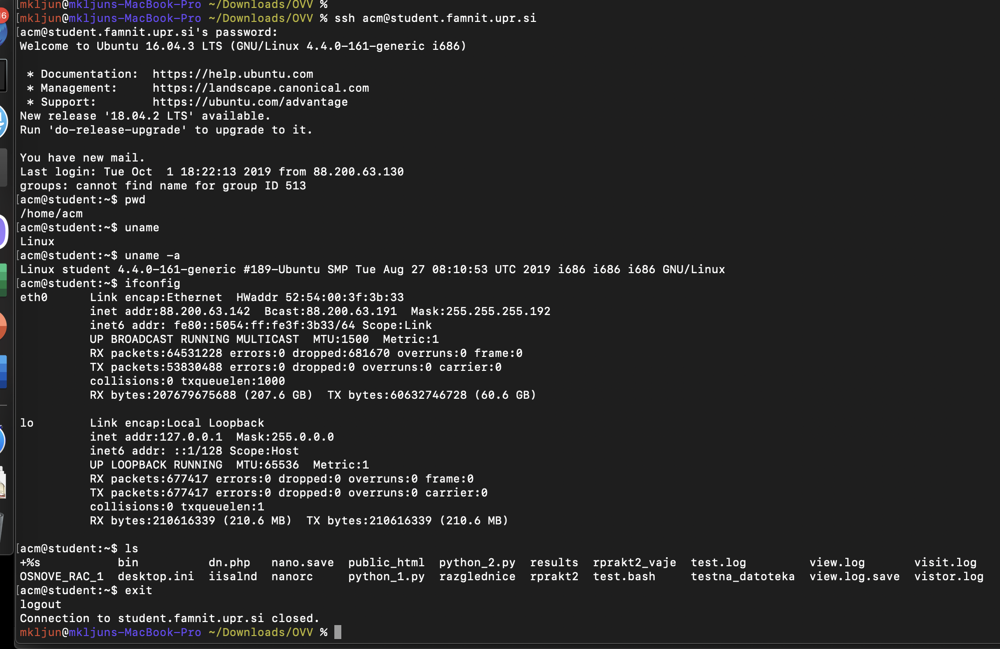 [mkljun@mkljuns-MacBook-Pro ~/Downloads/OVV %
[mkljun@mkljuns-MacBook-Pro ~/Downloads/OVV % ssh acm@student.famnit.upr.si
[acm@student.famnit.upr.si's password:
Welcome to Ubuntu 16.04.3 LTS (GNU/Linux 4.4.0-161-generic i686)
 * Documentation:  https://help.ubuntu.com
 * Management:     https://landscape.canonical.com
 * Support:        https://ubuntu.com/advantage
New release '18.04.2 LTS' available.
Run 'do-release-upgrade' to upgrade to it.
You have new mail.
Last login: Tue Oct  1 18:22:13 2019 from 88.200.63.130
groups: cannot find name for group ID 513
[acm@student:~$ pwd
/home/acm
[acm@student:~$ uname
Linux
[acm@student:~$ uname -a
Linux student 4.4.0-161-generic #189-Ubuntu SMP Tue Aug 27 08:10:53 UTC 2019 i686 i686 i686 GNU/Linux
[acm@student:~$ ifconfig
eth0      Link encap:Ethernet  HWaddr 52:54:00:3f:3b:33
          inet addr:88.200.63.142  Bcast:88.200.63.191  Mask:255.255.255.192
          inet6 addr: fe80::5054:ff:fe3f:3b33/64 Scope:Link
          UP BROADCAST RUNNING MULTICAST  MTU:1500  Metric:1
          RX packets:64531228 errors:0 dropped:681670 overruns:0 frame:0
          TX packets:53830488 errors:0 dropped:0 overruns:0 carrier:0
          collisions:0 txqueuelen:1000
          RX bytes:207679675688 (207.6 GB)  TX bytes:60632746728 (60.6 GB)
lo        Link encap:Local Loopback
          inet addr:127.0.0.1  Mask:255.0.0.0
          inet6 addr: ::1/128 Scope:Host
          UP LOOPBACK RUNNING  MTU:65536  Metric:1
          RX packets:677417 errors:0 dropped:0 overruns:0 frame:0
          TX packets:677417 errors:0 dropped:0 overruns:0 carrier:0
          collisions:0 txqueuelen:1
          RX bytes:210616339 (210.6 MB)  TX bytes:210616339 (210.6 MB)
[acm@student:~$ ls
+%s           bin          dn.php   nano.save  public_html  python_2.py  results  rprakt2_vaje  test.log         view.log       visit.log
OSNOVE_RAC_1  desktop.ini  iisalnd  nanorc     python_1.py  razglednice  rprakt2  test.bash     testna_datoteka  view.log.save  vistor.log
[acm@student:~$ exit
logout
Connection to student.famnit.upr.si closed.
mkljun@mkljuns-MacBook-Pro ~/Downloads/OVV %